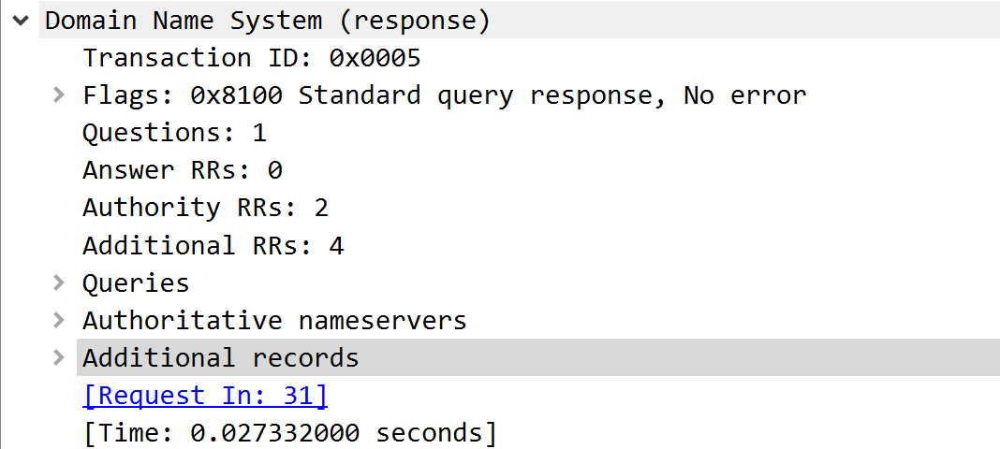 Domain Name System (response)
Transaction ID: 0x0005
Flags: 0x8100 Standard query response, No error
Questions: 1
Answer RRs: 0
Authority RRs: 2
Additional RRs: 4
Queries
Authoritative nameservers
Additional records
[Request In: 31]
[Time: 0.027332000 seconds]